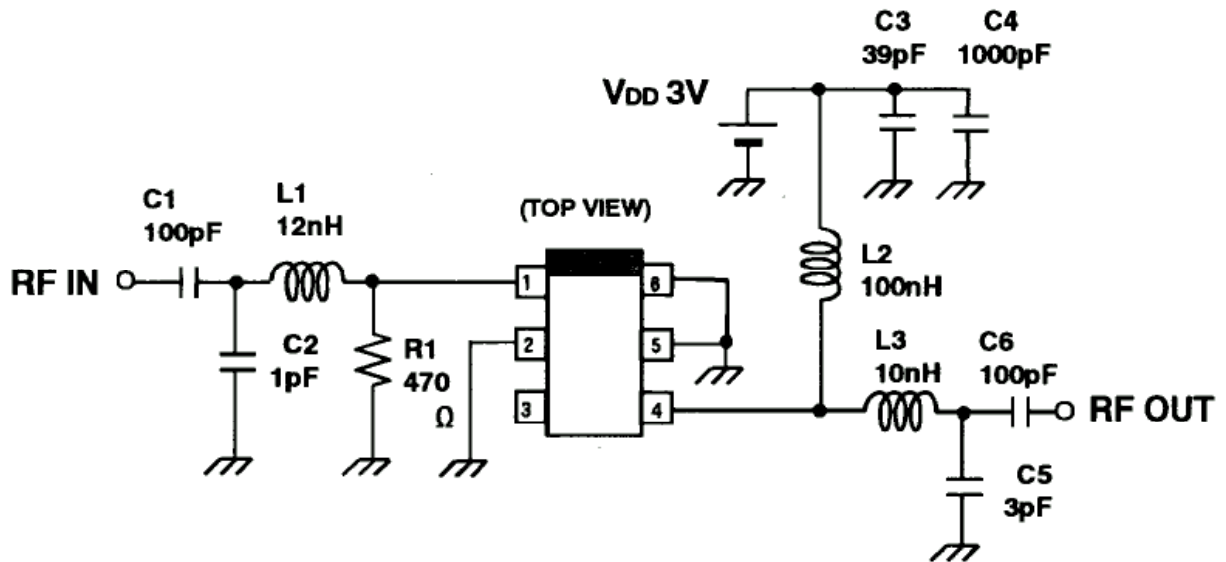 C3
39pF
C4
1000pF
VDD 3V
C1
100pF
L1
12nH
(TOP VIEW)
L2
100nH
RF IN
1
6
C2
1pF
R1
470
Ω
2
5
L3
10nH
C6
100pF
3
4
RF OUT
C5
3pF